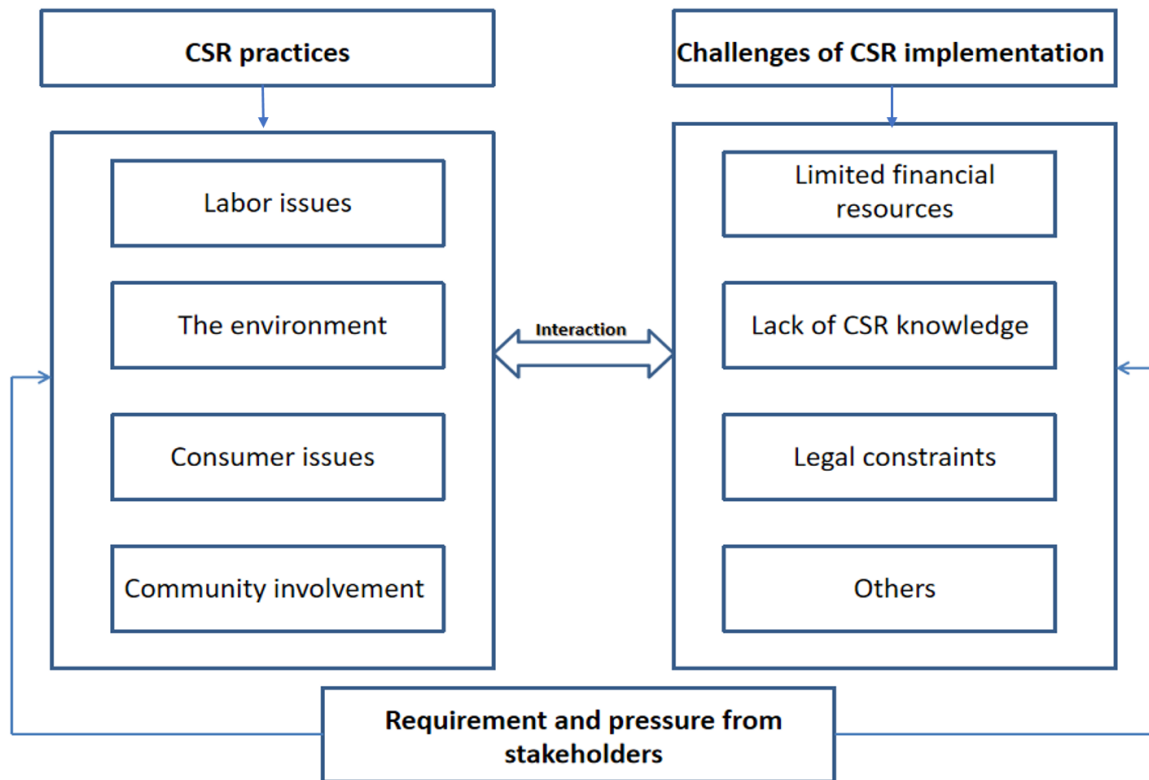 CSR practices
Challenges of CSR implementation
Labor issues
The environment
Consumer issues
Community involvement
Interaction
Limited financial
resources
Lack of CSR knowledge
Legal constraints
Others
Requirement and pressure from
stakeholders